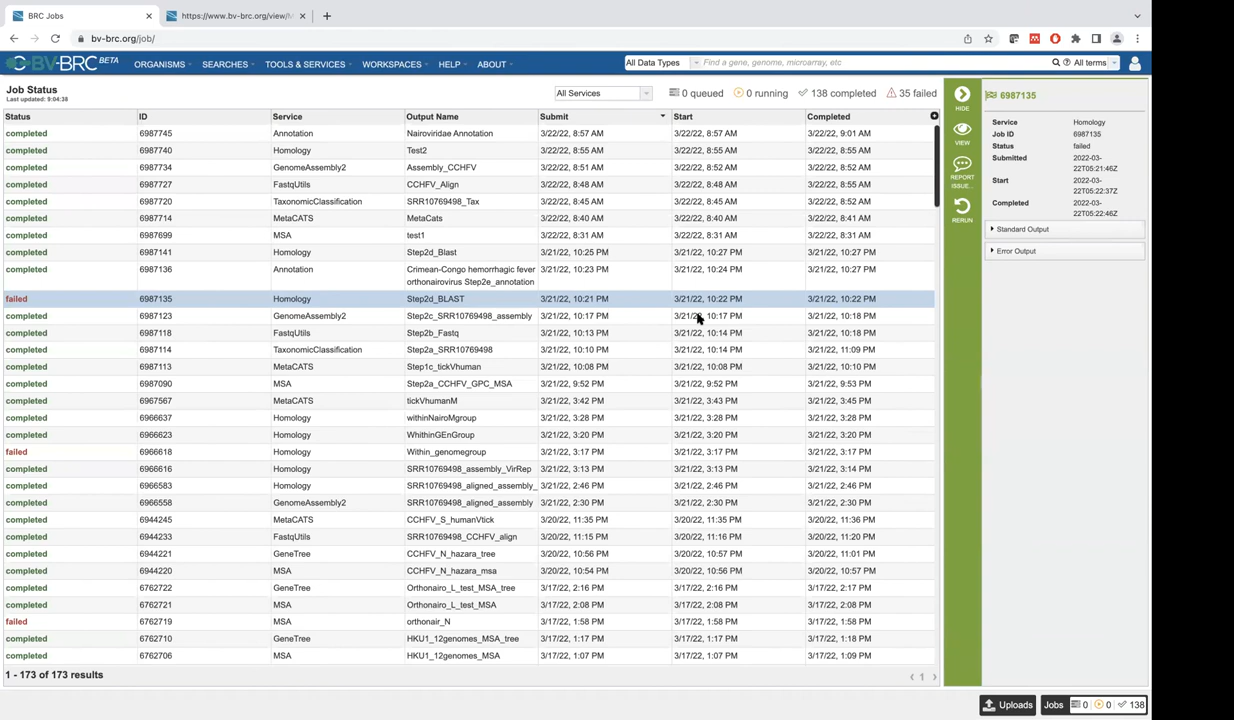 BRC Jobs
https://www.bv-brc.org/view/
bv-brc.org/job/
BV-BRC BETA ORGANISMS SEARCHES TOOLS & SERVICES WORKSPACES HELP ABOUT All Data Types Find a gene, genome, microarray, etc All terms
Job Status
Last updated: 9:04:38
All Services 0 queued 0 running 138 completed 35 failed
Status ID Service Output Name Submit Start Completed
completed 6987745 Annotation Nairoviridae Annotation 3/22/22, 8:57 AM 3/22/22, 8:57 AM 3/22/22, 9:01 AM
completed 6987740 Homology Test2 3/22/22, 8:55 AM 3/22/22, 8:55 AM 3/22/22, 8:55 AM
completed 6987734 GenomeAssembly2 Assembly_CCHFV 3/22/22, 8:51 AM 3/22/22, 8:52 AM 3/22/22, 8:52 AM
completed 6987727 FastqUtils CCHFV_Align 3/22/22, 8:48 AM 3/22/22, 8:48 AM 3/22/22, 8:55 AM
completed 6987720 TaxonomicClassification SRR10769498_Tax 3/22/22, 8:45 AM 3/22/22, 8:45 AM 3/22/22, 8:52 AM
completed 6987714 MetaCATS MetaCats 3/22/22, 8:40 AM 3/22/22, 8:40 AM 3/22/22, 8:41 AM
completed 6987699 MSA test1 3/22/22, 8:31 AM 3/22/22, 8:31 AM 3/22/22, 8:31 AM
completed 6987141 Homology Step2d_Blast 3/21/22, 10:25 PM 3/21/22, 10:27 PM 3/21/22, 10:27 PM
completed 6987136 Annotation Crimean-Congo hemorrhagic fever 3/21/22, 10:23 PM 3/21/22, 10:24 PM 3/21/22, 10:27 PM
orthonairovirus Step2e_annotation
failed 6987135 Homology Step2d_BLAST 3/21/22, 10:21 PM 3/21/22, 10:22 PM 3/21/22, 10:22 PM
completed 6987123 GenomeAssembly2 Step2c_SRR10769498_assembly 3/21/22, 10:17 PM 3/21/22, 10:17 PM 3/21/22, 10:18 PM
completed 6987118 FastqUtils Step2b_Fastq 3/21/22, 10:13 PM 3/21/22, 10:14 PM 3/21/22, 10:18 PM
completed 6987114 TaxonomicClassification Step2a_SRR10769498 3/21/22, 10:10 PM 3/21/22, 10:14 PM 3/21/22, 11:09 PM
completed 6987113 MetaCATS Step1c_tickVhuman 3/21/22, 10:08 PM 3/21/22, 10:08 PM 3/21/22, 10:10 PM
completed 6987090 MSA Step2a_CCHFV_GPC_MSA 3/21/22, 9:52 PM 3/21/22, 9:52 PM 3/21/22, 9:53 PM
completed 6967567 MetaCATS tickVhumanM 3/21/22, 3:42 PM 3/21/22, 3:43 PM 3/21/22, 3:45 PM
completed 6966637 Homology withinNairoMgroup 3/21/22, 3:28 PM 3/21/22, 3:28 PM 3/21/22, 3:28 PM
completed 6966623 Homology WhithinGEnGroup 3/21/22, 3:20 PM 3/21/22, 3:20 PM 3/21/22, 3:20 PM
failed 6966618 Homology Within_genomegroup 3/21/22, 3:17 PM 3/21/22, 3:17 PM 3/21/22, 3:17 PM
completed 6966616 Homology SRR10769498_assembly_VirRep 3/21/22, 3:13 PM 3/21/22, 3:13 PM 3/21/22, 3:14 PM
completed 6966583 Homology SRR10769498_aligned_assembly_ 3/21/22, 2:46 PM 3/21/22, 2:46 PM 3/21/22, 2:46 PM
completed 6966558 GenomeAssembly2 SRR10769498_aligned_assembly 3/21/22, 2:30 PM 3/21/22, 2:30 PM 3/21/22, 2:30 PM
completed 6944245 MetaCATS CCHFV_S_humanVtick 3/20/22, 11:35 PM 3/20/22, 11:35 PM 3/20/22, 11:36 PM
completed 6944233 FastqUtils SRR10769498_CCHFV_align 3/20/22, 11:15 PM 3/20/22, 11:16 PM 3/20/22, 11:20 PM
completed 6944221 GeneTree CCHFV_N_hazara_tree 3/20/22, 10:56 PM 3/20/22, 10:57 PM 3/20/22, 11:01 PM
completed 6944220 MSA CCHFV_N_hazara_msa 3/20/22, 10:54 PM 3/20/22, 10:56 PM 3/20/22, 10:57 PM
completed 6762722 GeneTree Orthonairo_L_test_MSA_tree 3/17/22, 2:16 PM 3/17/22, 2:16 PM 3/17/22, 2:17 PM
completed 6762721 MSA Orthonairo_L_test_MSA 3/17/22, 2:08 PM 3/17/22, 2:08 PM 3/17/22, 2:08 PM
failed 6762719 MSA orthonair_N 3/17/22, 1:58 PM 3/17/22, 1:58 PM 3/17/22, 1:58 PM
completed 6762710 GeneTree HKU1_12genomes_MSA_tree 3/17/22, 1:17 PM 3/17/22, 1:17 PM 3/17/22, 1:18 PM
completed 6762706 MSA HKU1_12genomes_MSA 3/17/22, 1:07 PM 3/17/22, 1:07 PM 3/17/22, 1:09 PM
1 - 173 of 173 results 1
HIDE
VIEW
REPORT
ISSUE...
RERUN
6987135
Service Homology
Job ID 6987135
Status failed
Submitted 2022-03-
22T05:21:46Z
Start 2022-03-
22T05:22:37Z
Completed 2022-03-
22T05:22:46Z
Standard Output
Error Output
Uploads Jobs 0 0 138